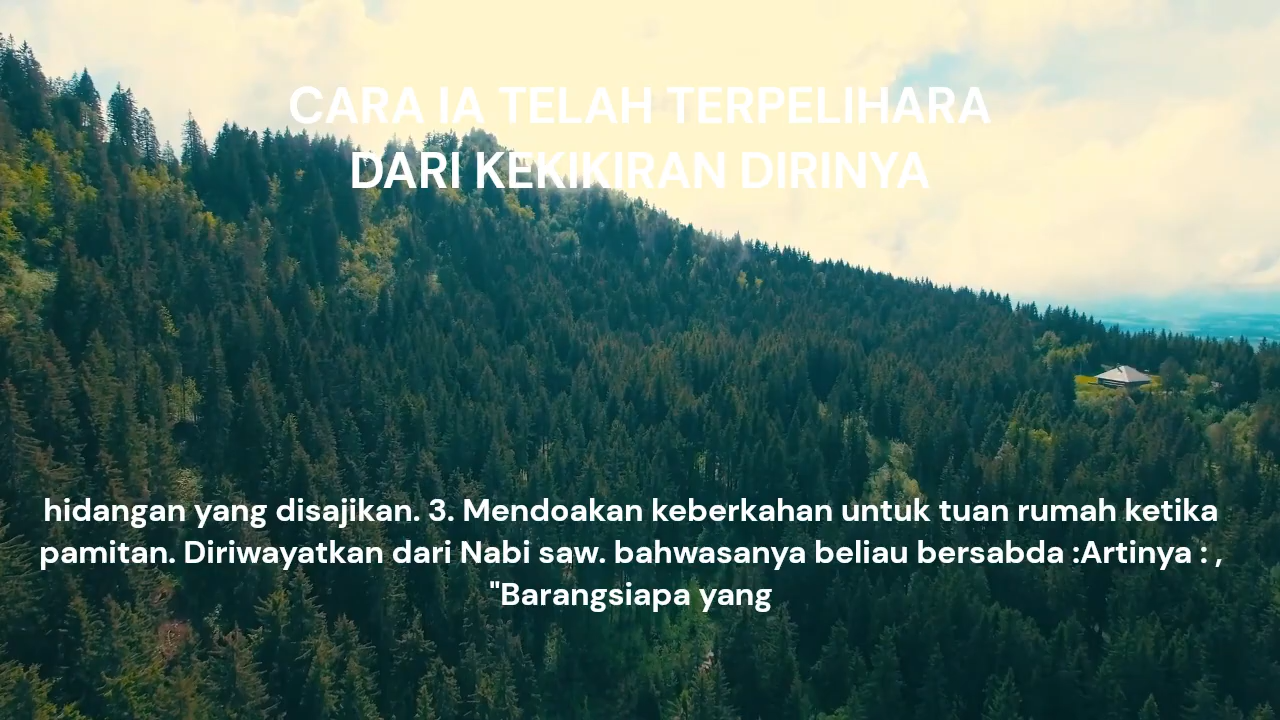 CARA IA TELAH TERPELIHARA
DARI KEKIKIRAN DIRINYA
hidangan yang disajikan. 3. Mendoakan keberkahan untuk tuan rumah ketika
pamitan. Diriwayatkan dari Nabi saw. bahwasanya beliau bersabda :Artinya : ,
"Barangsiapa yang